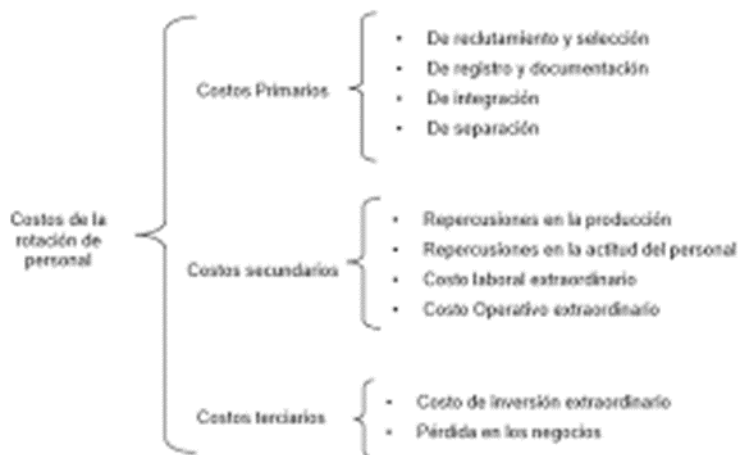 Costos de la
rotación de
personal
Costos Primarios
• De reclutamiento y selección
• De registro y documentación
• De integración
• De separación
Costos secundarios
• Repercusiones en la producción
• Repercusiones en la actitud del personal
• Costo laboral extraordinario
• Costo Operativo extraordinario
Costos terciarios
• Costo de inversión extraordinario
• Pérdida en los negocios